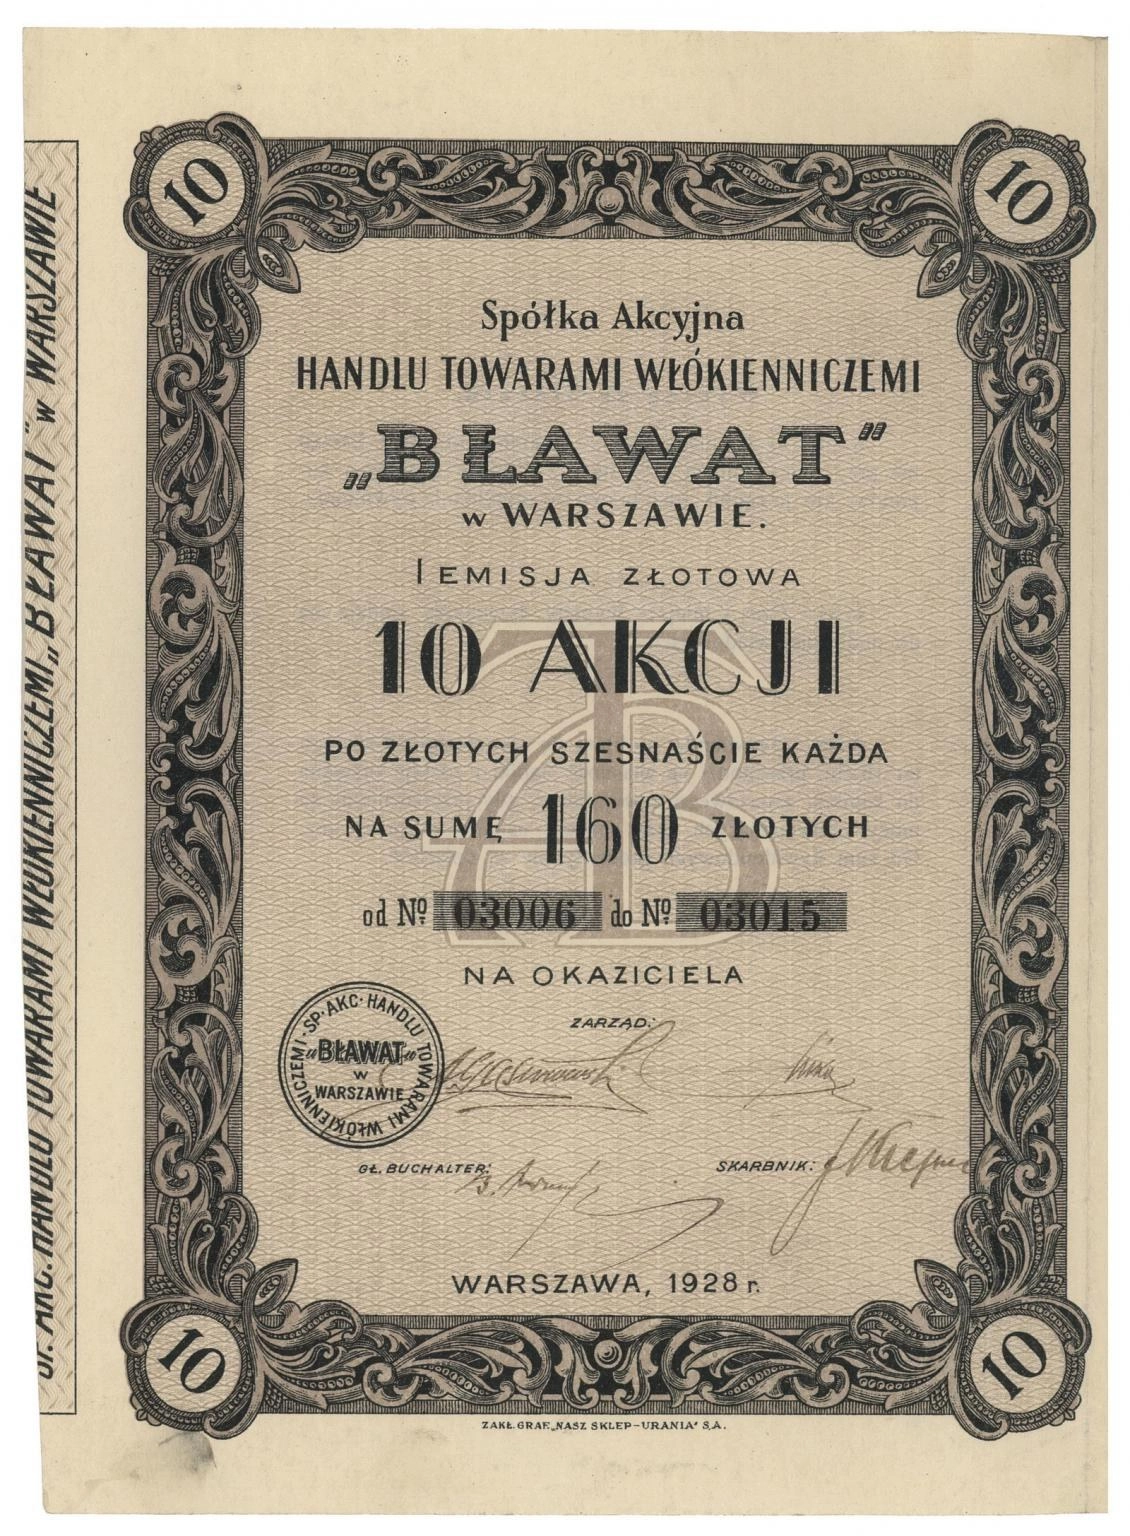 10
10
Spółka Akcyjna
HANDLU TOWARAMI WŁÓKIENNICZEMI
„BŁAWAT”
w WARSZAWIE.
I EMISJA ZŁOTOWA
10 AKCJI
PO ZŁOTYCH SZESNAŚCIE KAŻDA
NA SUMĘ 160 ZŁOTYCH
od № 03006 do № 03015
NA OKAZICIELA
ZARZĄD:
SP. AKC. HANDLU TOWARAMI WŁÓKIENNICZEMI
„BŁAWAT”
w
WARSZAWIE
GŁ. BUCHALTER:
SKARBNIK:
WARSZAWA, 1928 r.
10
10
ZAKŁ. GRAF. „NASZ SKLEP–URANIA” S.A.
SP. AKC. HANDLU TOWARAMI WŁÓKIENNICZEMI „BŁAWAT” w WARSZAWIE